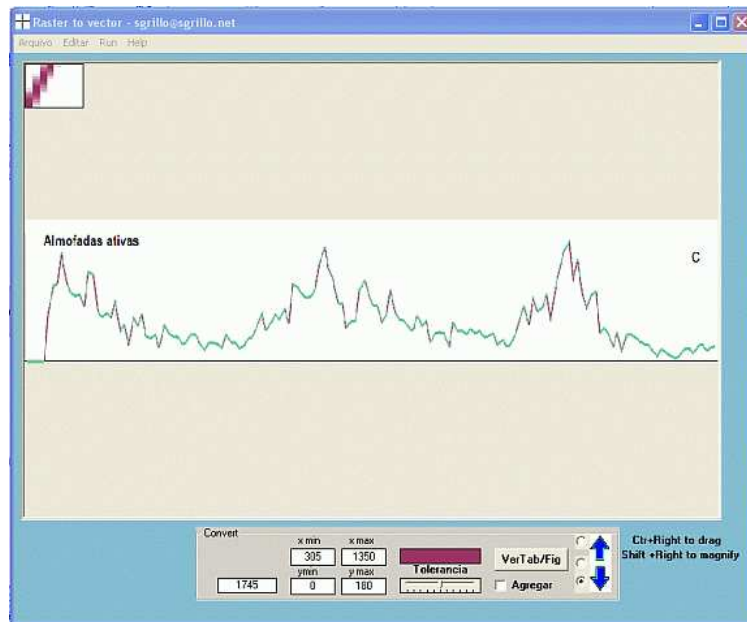 Raster to vector - sgrillo@sgrillo.net
Arquivo Editar Run Help
Almofadas ativas
C
Convert
x min x max
305 1350
ymin y max
1745 0 180
Tolerancia
VerTab/Fig
Agregar
Ctr+Right to drag
Shift +Right to magnify